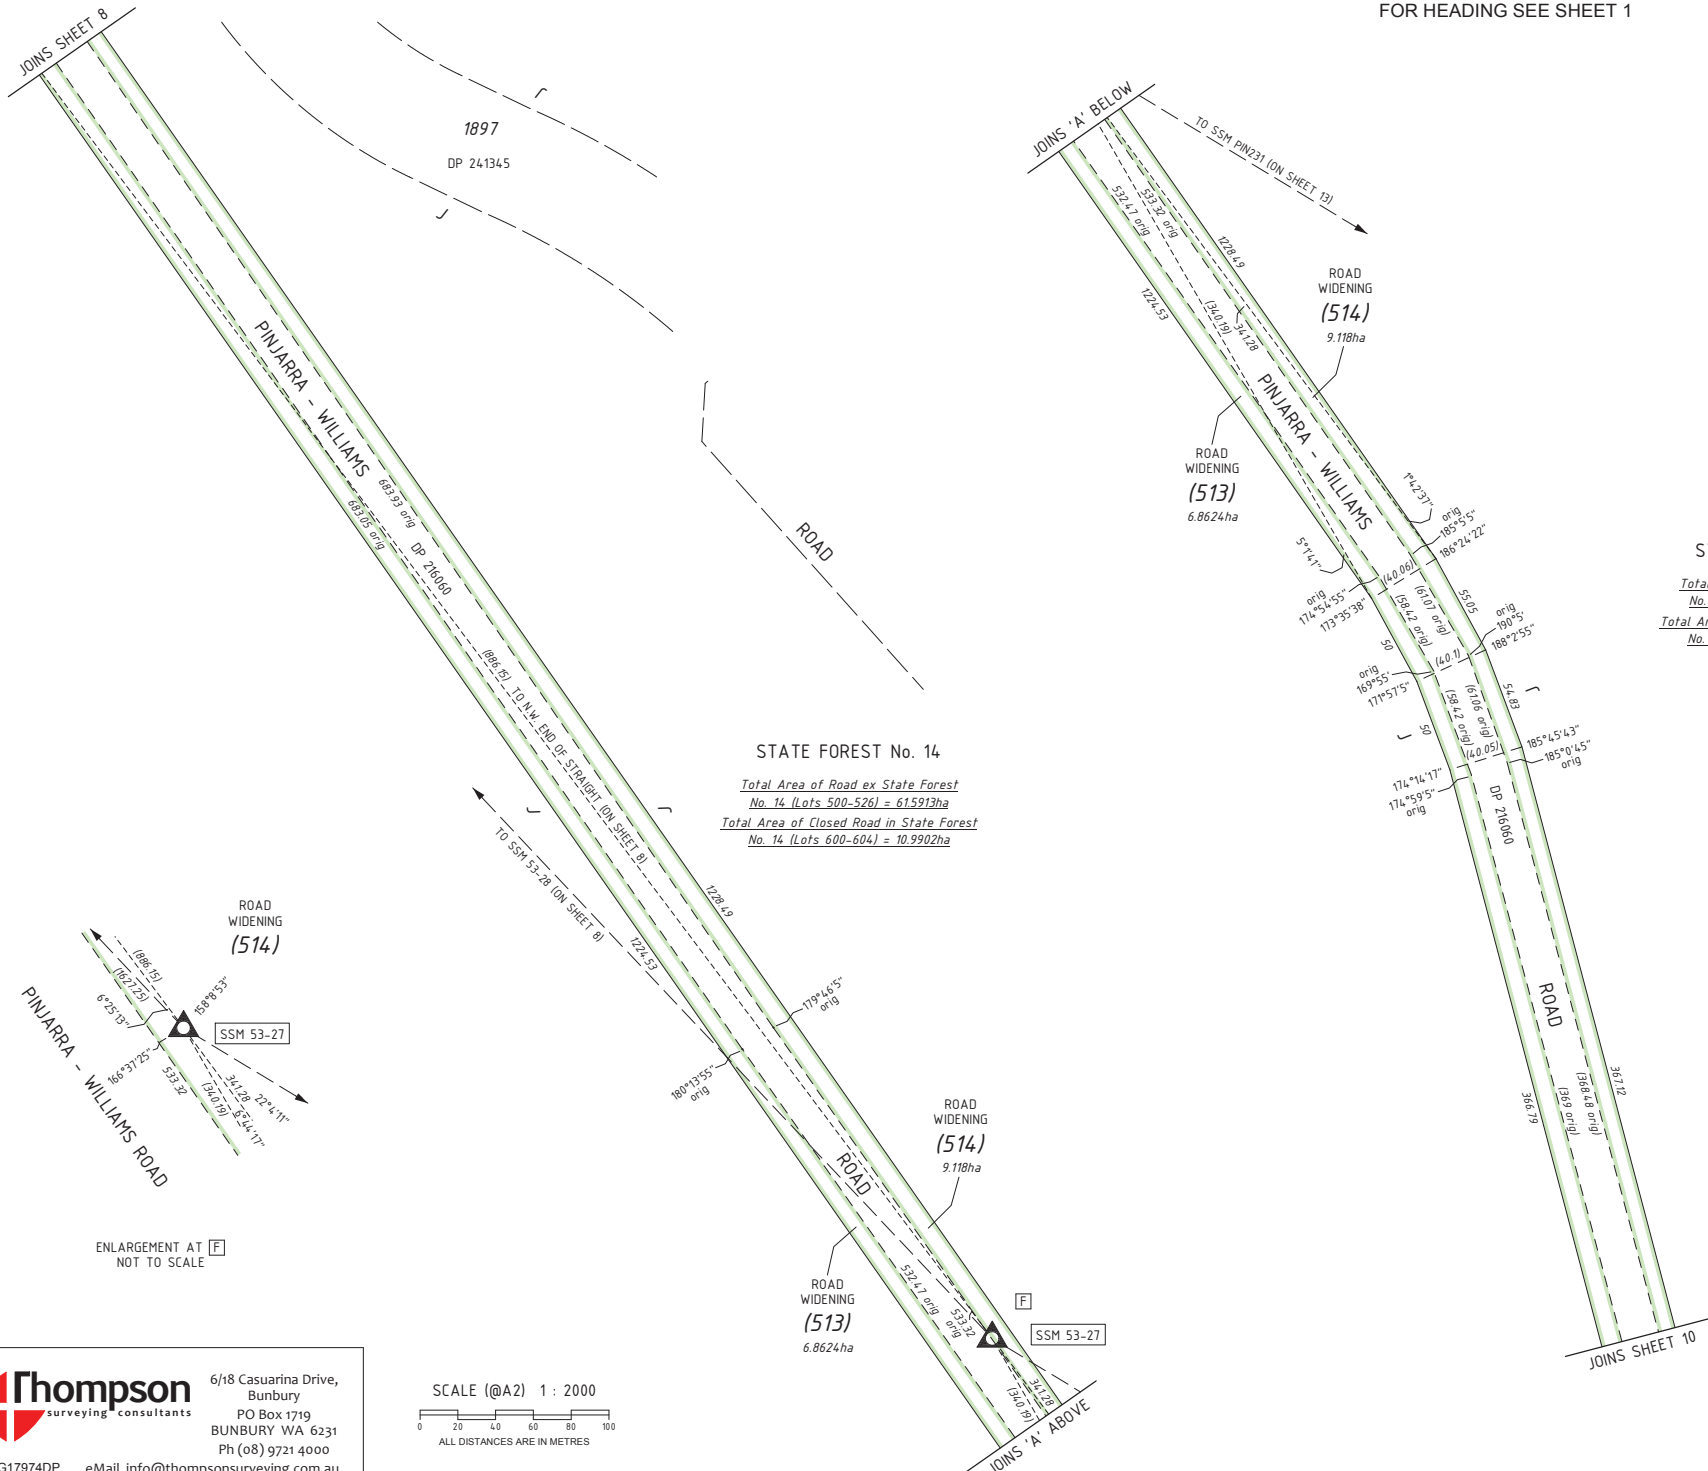 FOR HEADING SEE SHEET 1
JOINS SHEET 8
1897
DP 241345
PINJARRA - WILLIAMS
683.93 orig
683.05 orig
DP 216060
(886.15) TO N.W. END OF STRAIGHT (ON SHEET 8)
ROAD
STATE FOREST No. 14
Total Area of Road ex State Forest
No. 14 (Lots 500-526) = 61.5913ha
Total Area of Closed Road in State Forest
No. 14 (Lots 600-604) = 10.9902ha
TO SSM 53-28 (ON SHEET 8)
1228.49
1224.53
179°46'5"
orig
180°13'55"
orig
ROAD
ROAD
WIDENING
(514)
9.118ha
ROAD
WIDENING
(513)
6.8624ha
532.47 orig
533.32
orig
F
SSM 53-27
341.28
(340.19)
JOINS 'A' ABOVE
ROAD
WIDENING
(514)
(886.15)
(1627.25)
6°25'13"
158°8'53"
SSM 53-27
166°37'25"
533.32
341.28
(340.19)
22°4'11"
6°44'17"
PINJARRA - WILLIAMS ROAD
ENLARGEMENT AT F
NOT TO SCALE
JOINS 'A' BELOW
TO SSM PIN231 (ON SHEET 13)
532.47 orig
533.32 orig
1228.49
1224.53
(340.19)
341.28
ROAD
WIDENING
(514)
9.118ha
PINJARRA - WILLIAMS
ROAD
WIDENING
(513)
6.8624ha
1°42'37"
orig
185°5'5"
186°24'22"
5°1'41"
orig
174°54'55"
173°35'38"
(40.06)
(58.42 orig)
(61.07 orig)
55.05
50
orig
190°5'
188°2'55"
(40.1)
orig
169°55'
171°57'5"
(58.42 orig)
(61.06 orig)
54.83
50
(40.05)
185°45'43"
185°0'45"
orig
174°14'17"
174°59'5"
orig
DP 216060
ROAD
366.79
(369 orig)
(368.48 orig)
367.12
JOINS SHEET 10
S
Total
No.
Total Ar
No.
Thompson
surveying consultants
6/18 Casuarina Drive,
Bunbury
PO Box 1719
BUNBURY WA 6231
Ph (08) 9721 4000
G17974DP eMail info@thompsonsurveying.com.au
SCALE (@A2) 1 : 2000
0 20 40 60 80 100
ALL DISTANCES ARE IN METRES